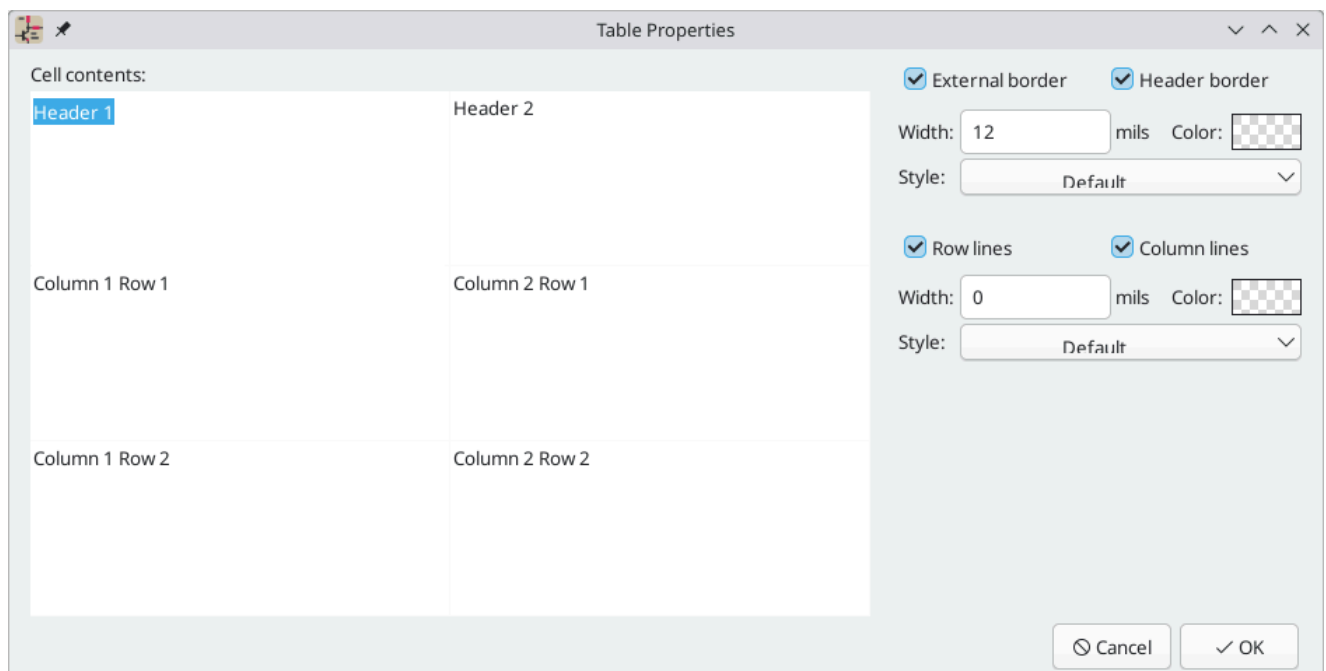 Table Properties
Cell contents:
External border Header border
Header 1 Header 2
Width: 12 mils Color:
Style: Default
Row lines Column lines
Column 1 Row 1 Column 2 Row 1
Width: 0 mils Color:
Style: Default
Column 1 Row 2 Column 2 Row 2
Cancel OK